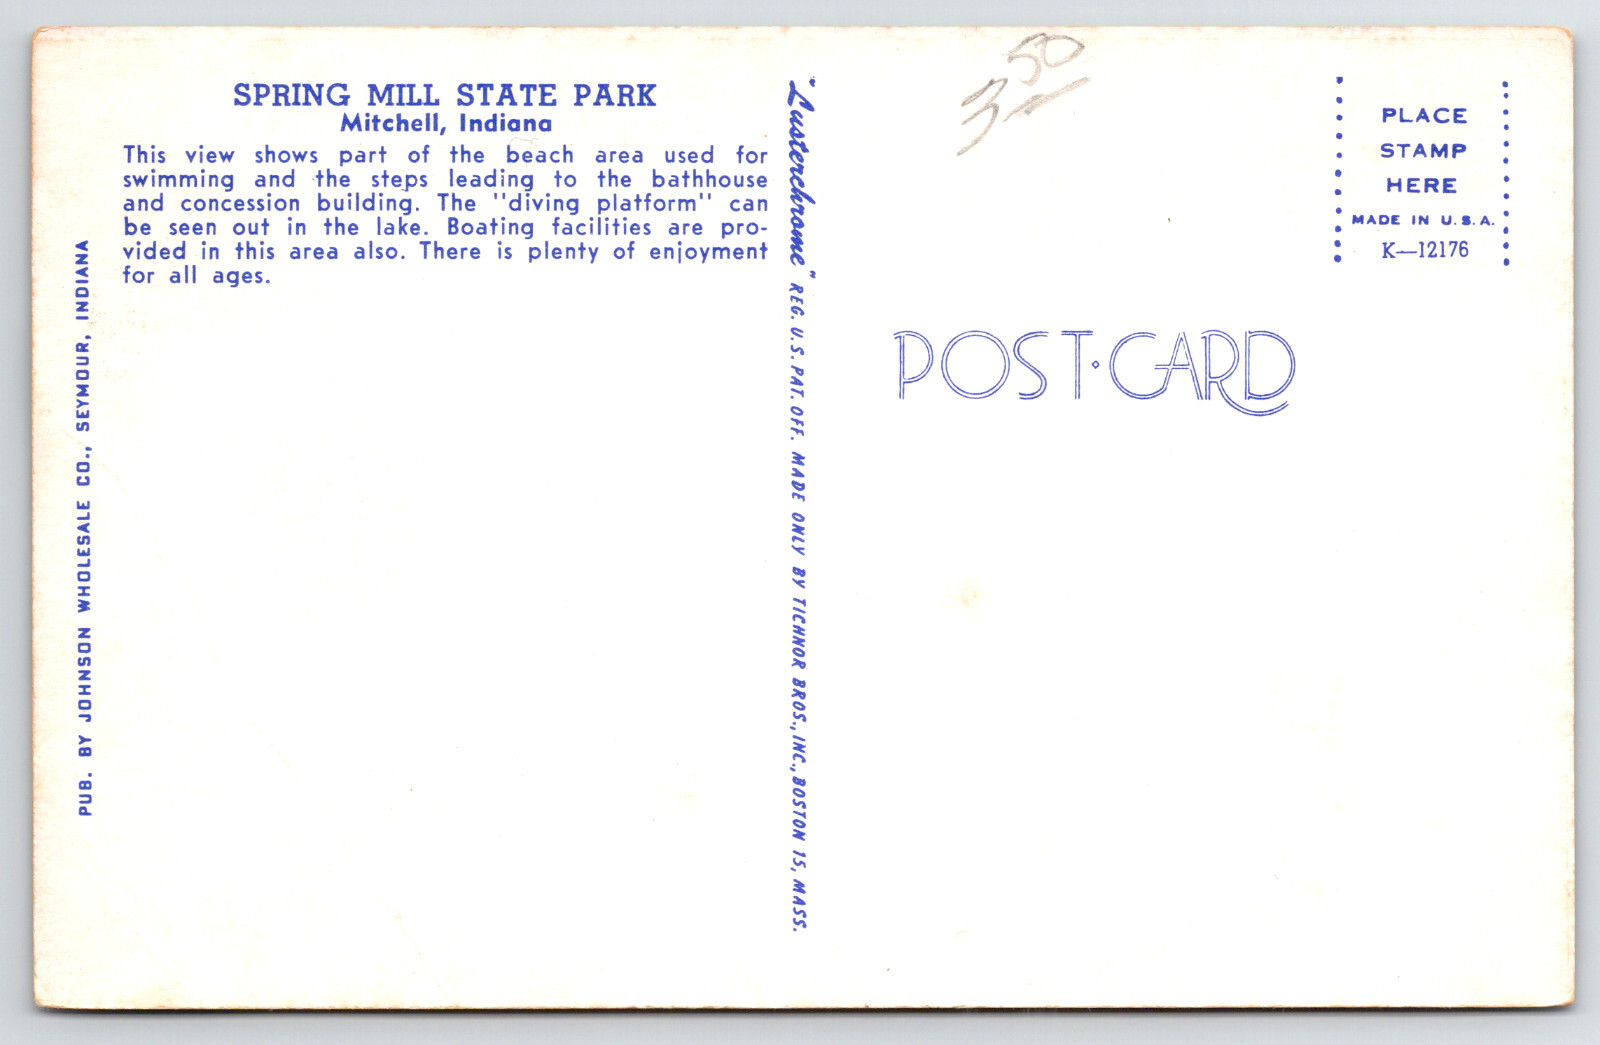 SPRING MILL STATE PARK
Mitchell, Indiana
This view shows part of the beach area used for
swimming and the steps leading to the bathhouse
and concession building. The "diving platform" can
be seen out in the lake. Boating facilities are pro-
vided in this area also. There is plenty of enjoyment
for all ages.
PUB. BY JOHNSON WHOLESALE CO., SEYMOUR, INDIANA
"Lusterchrome" REG. U.S. PAT. OFF. MADE ONLY BY TICHNOR BROS., INC., BOSTON 15, MASS.
3 50
PLACE
STAMP
HERE
MADE IN U.S.A.
K—12176
POST·CARD